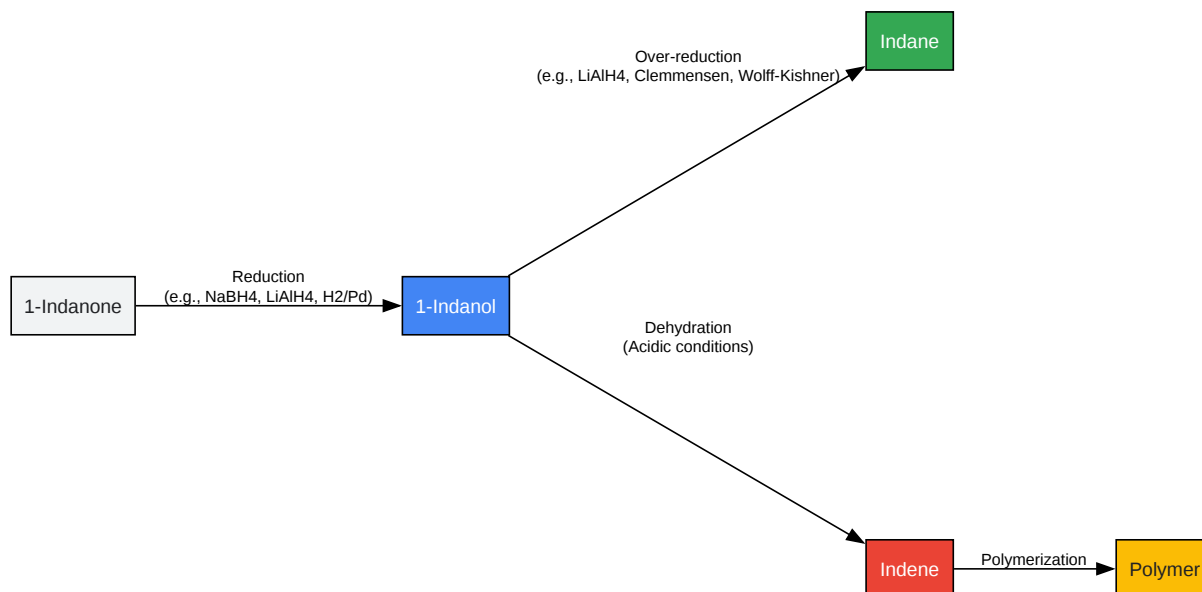 Indane
Over-reduction
(e.g., LiAlH4, Clemmensen, Wolff-Kishner)
1-Indanone
Reduction
(e.g., NaBH4, LiAlH4, H2/Pd)
1-Indanol
Dehydration
(Acidic conditions)
Indene
Polymerization
Polymer